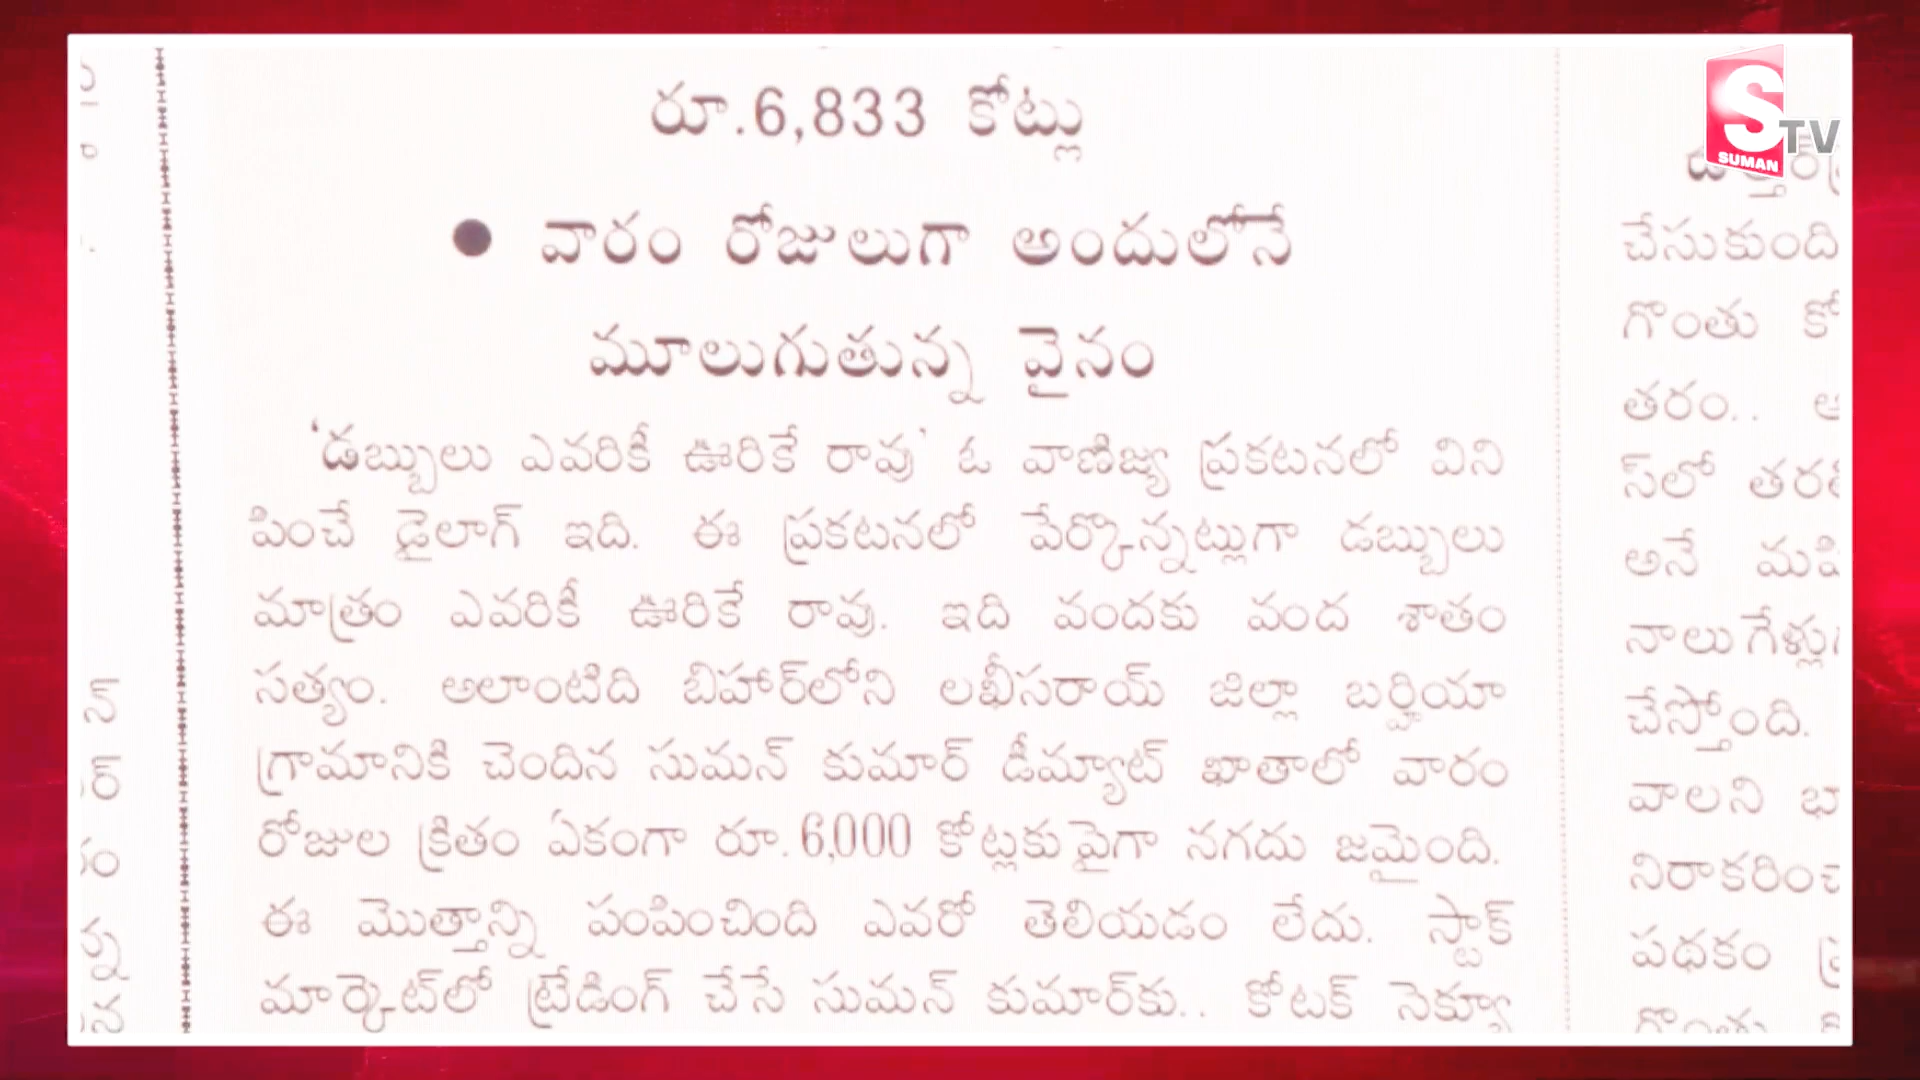 రూ.6,833 కోట్లు
● వారం రోజులుగా అందులోనే
మూలుగుతున్న వైనం
'డబ్బులు ఎవరికీ ఊరికే రావు' ఓ వాణిజ్య ప్రకటనలో విని
పించే డైలాగ్ ఇది. ఈ ప్రకటనలో పేర్కొన్నట్లుగా డబ్బులు
మాత్రం ఎవరికీ ఊరికే రావు. ఇది వందకు వంద శాతం
సత్యం. అలాంటిది బిహార్‌లోని లఖీసరాయ్ జిల్లా బర్హియా
గ్రామానికి చెందిన సుమన్ కుమార్ డీమ్యాట్ ఖాతాలో వారం
రోజుల క్రితం ఏకంగా రూ.6,000 కోట్లకుపైగా నగదు జమైంది.
ఈ మొత్తాన్ని పంపించింది ఎవరో తెలియడం లేదు. స్టాక్
మార్కెట్‌లో ట్రేడింగ్ చేసే సుమన్ కుమార్‌కు.. కోటక్ సెక్యూ
చేసుకుంది
గొంతు కో
తరం..
స్‌లో
అనే
నాలుగేళ్లు
చేస్తోంది.
వాలని
నిరాకరించ
పథకం
S TV
SUMAN